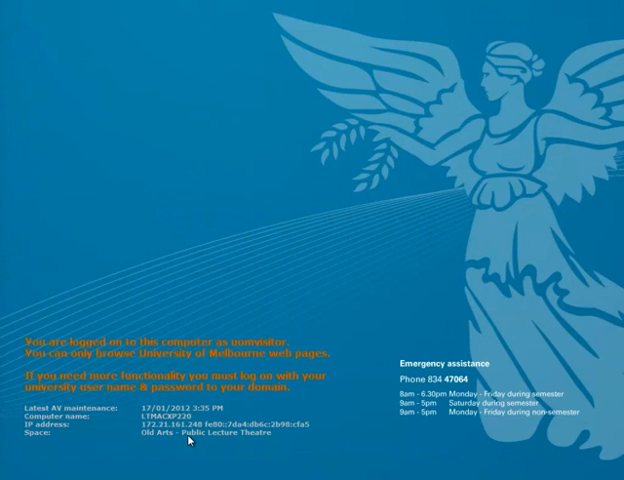 You are logged on to this computer as uomvisitor.
You can only browse University of Melbourne web pages.
If you need more functionality you must log on with your
university user name & password to your domain.
Latest AV maintenance: 17/01/2012 3:35 PM
Computer name: LTMACXP220
IP address: 172.21.161.248 fe80::7da4:db6c:2b98:cfa5
Space: Old Arts - Public Lecture Theatre
Emergency assistance
Phone 834 47064
8am - 6.30pm Monday - Friday during semester
9am - 5pm Saturday during semester
9am - 5pm Monday - Friday during non-semester